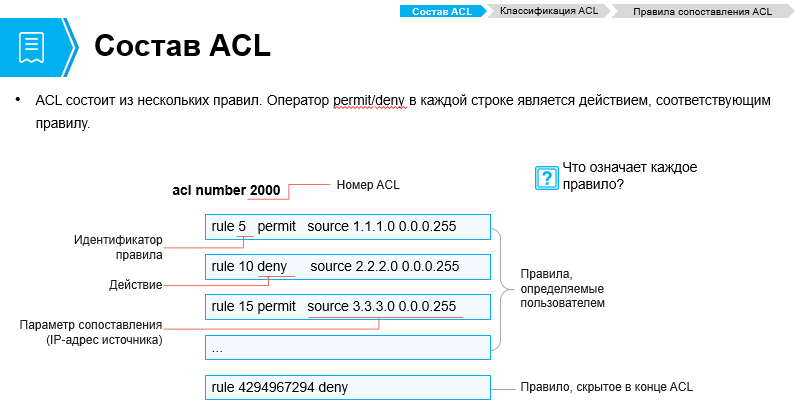 Состав ACL
Классификация ACL
Правила сопоставления ACL
Состав ACL
• ACL состоит из нескольких правил. Оператор permit/deny в каждой строке является действием, соответствующим
правилу.
acl number 2000
Номер ACL
Что означает каждое
правило?
rule 5 permit source 1.1.1.0 0.0.0.255
Идентификатор
правила
rule 10 deny source 2.2.2.0 0.0.0.255
Действие
Правила,
определяемые
пользователем
rule 15 permit source 3.3.3.0 0.0.0.255
Параметр сопоставления
(IP-адрес источника)
...
rule 4294967294 deny
Правило, скрытое в конце ACL